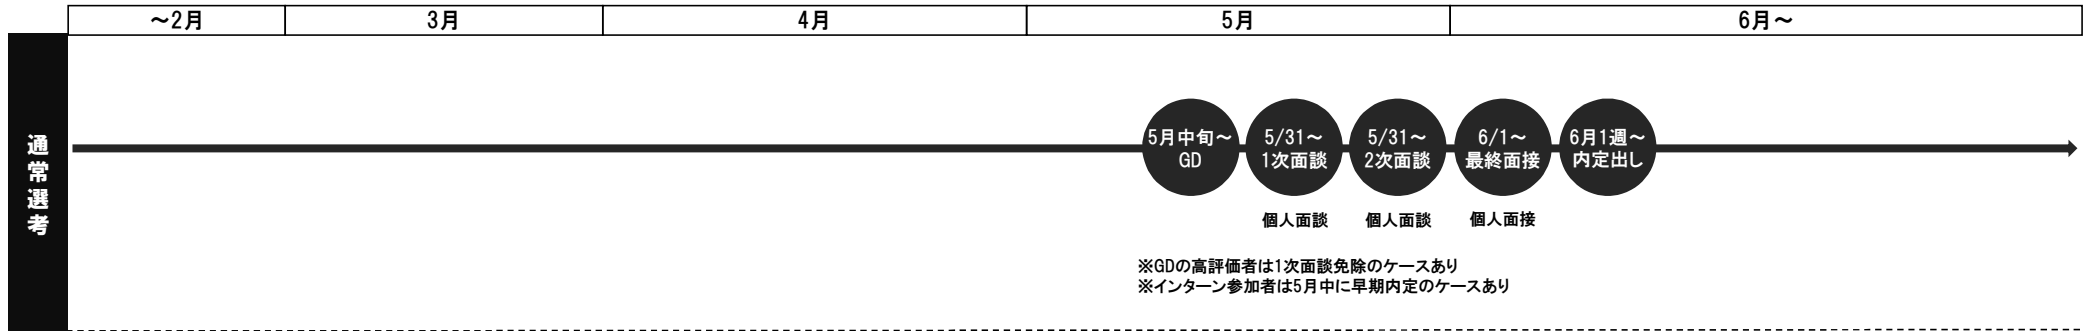 ～2月
3月
4月
5月
6月～
通常選考
5月中旬～
GD
5/31～
1次面談
5/31～
2次面談
6/1～
最終面接
6月1週～
内定出し
個人面談
個人面談
個人面接
※GDの高評価者は1次面談免除のケースあり
※インターン参加者は5月中に早期内定のケースあり